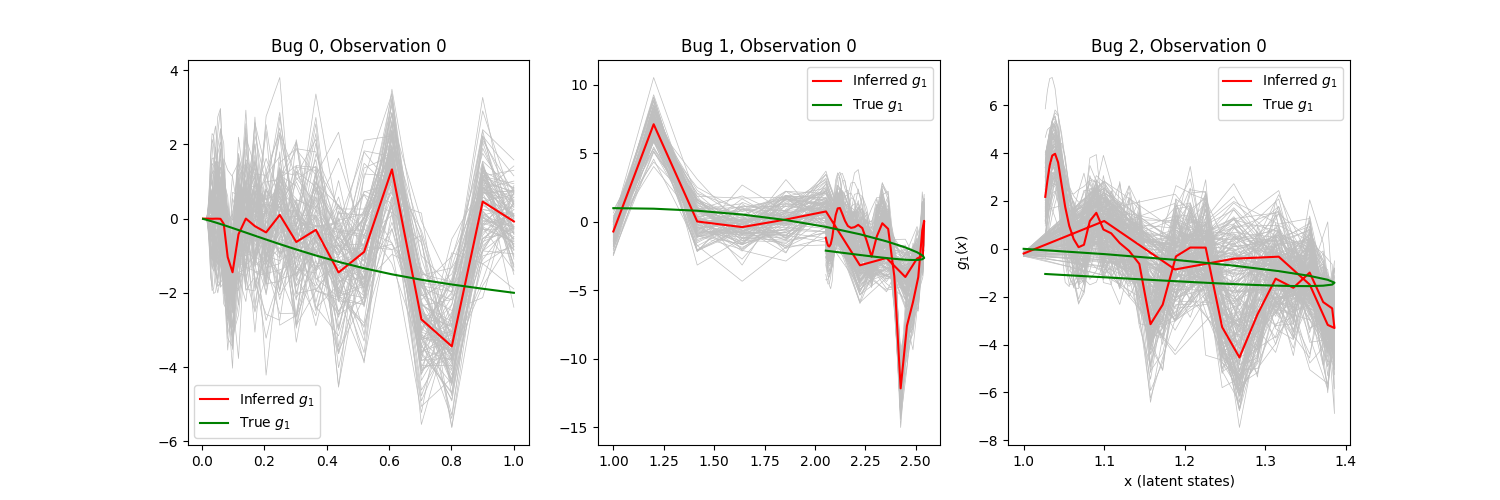 Bug 0, Observation 0
4
2
0
−2
−4
−6
0.0 0.2 0.4 0.6 0.8 1.0
Inferred g₁
True g₁
Bug 1, Observation 0
10
5
0
−5
−10
−15
1.00 1.25 1.50 1.75 2.00 2.25 2.50
Inferred g₁
True g₁
Bug 2, Observation 0
g₁(x)
6
4
2
0
−2
−4
−6
−8
1.0 1.1 1.2 1.3 1.4
x (latent states)
Inferred g₁
True g₁